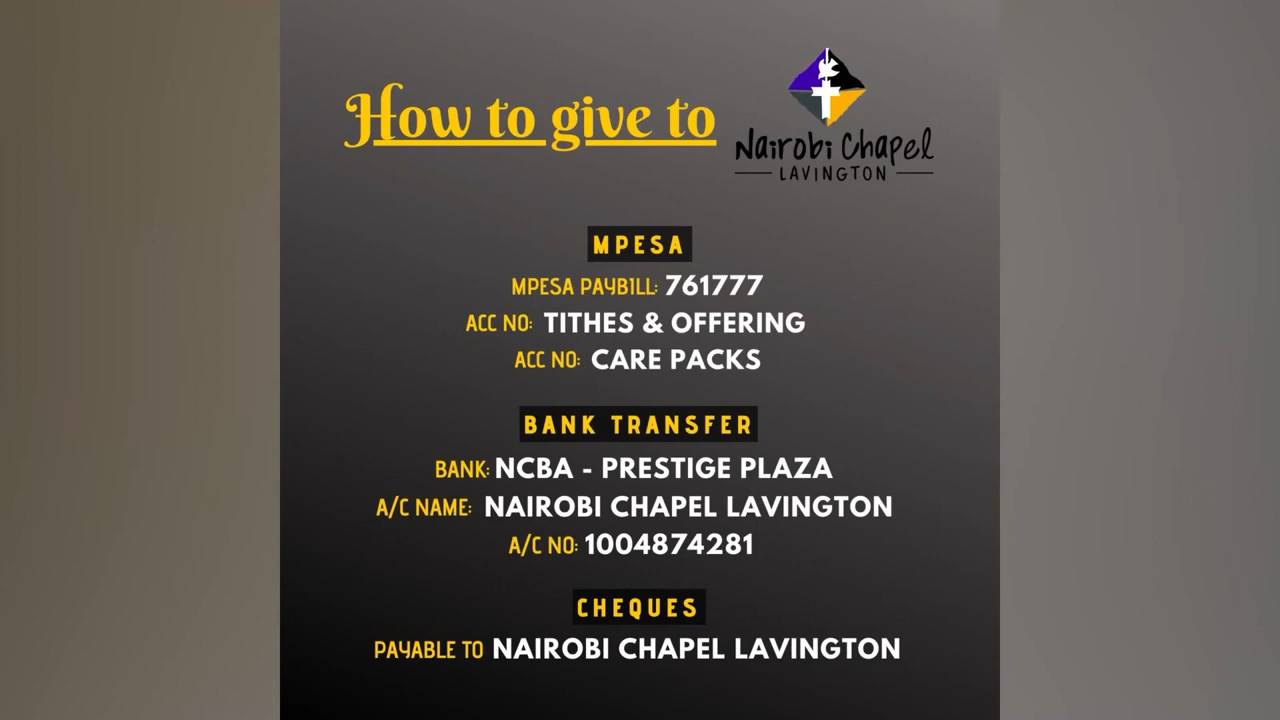 How to give to
Nairobi Chapel
LAVINGTON
MPESA
MPESA PAYBILL: 761777
ACC NO: TITHES & OFFERING
ACC NO: CARE PACKS
BANK TRANSFER
BANK: NCBA - PRESTIGE PLAZA
A/C NAME: NAIROBI CHAPEL LAVINGTON
A/C NO: 1004874281
CHEQUES
PAYABLE TO NAIROBI CHAPEL LAVINGTON